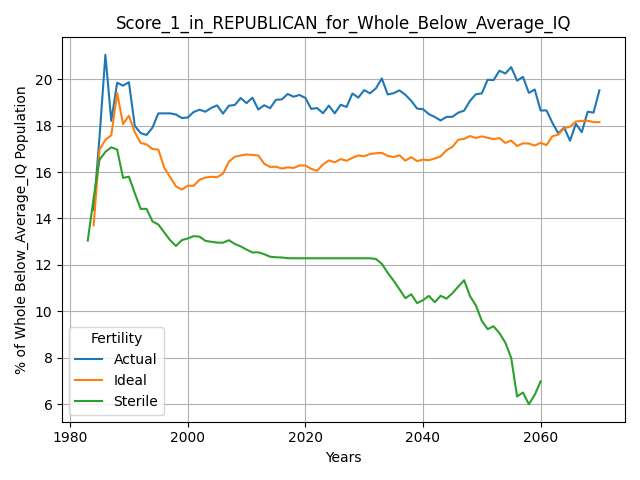 Score_1_in_REPUBLICAN_for_Whole_Below_Average_IQ
% of Whole Below_Average_IQ Population
20
18
16
14
12
10
8
6
Fertility
Actual
Ideal
Sterile
1980 2000 2020 2040 2060
Years